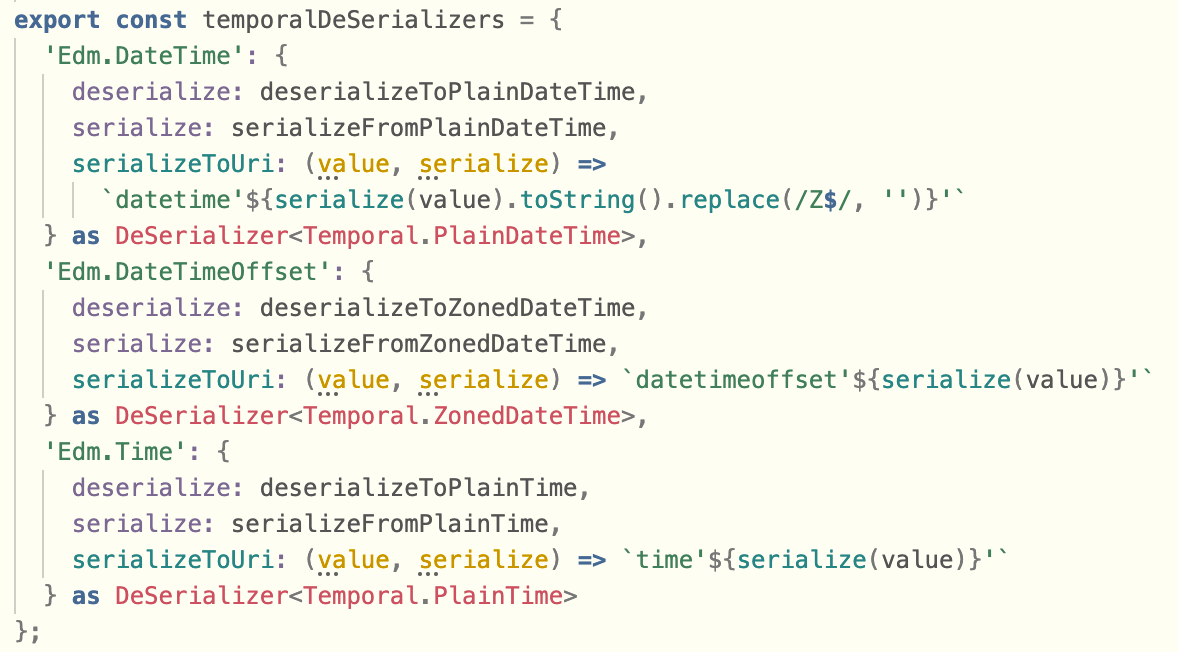 export const temporalDeSerializers = {
  'Edm.DateTime': {
    deserialize: deserializeToPlainDateTime,
    serialize: serializeFromPlainDateTime,
    serializeToUri: (value, serialize) =>
      `datetime'${serialize(value).toString().replace(/Z$/, '')}'`
  } as DeSerializer<Temporal.PlainDateTime>,
  'Edm.DateTimeOffset': {
    deserialize: deserializeToZonedDateTime,
    serialize: serializeFromZonedDateTime,
    serializeToUri: (value, serialize) => `datetimeoffset'${serialize(value)}'`
  } as DeSerializer<Temporal.ZonedDateTime>,
  'Edm.Time': {
    deserialize: deserializeToPlainTime,
    serialize: serializeFromPlainTime,
    serializeToUri: (value, serialize) => `time'${serialize(value)}'`
  } as DeSerializer<Temporal.PlainTime>
};